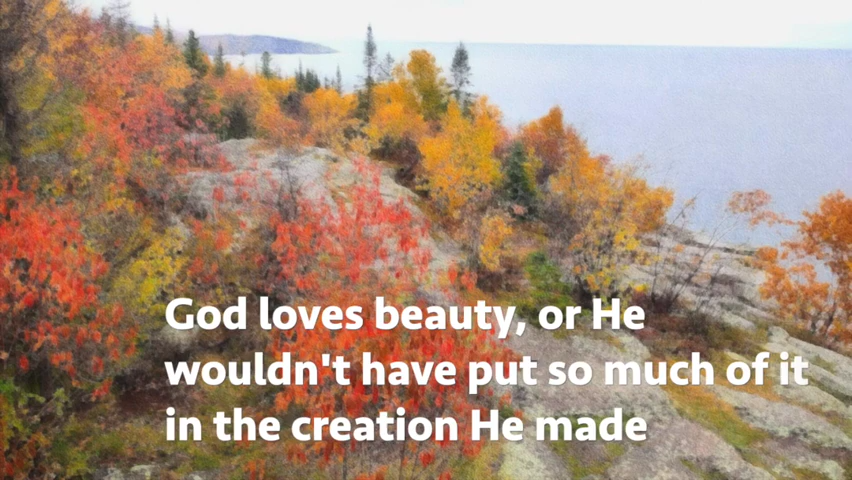 God loves beauty, or He
wouldn't have put so much of it
in the creation He made